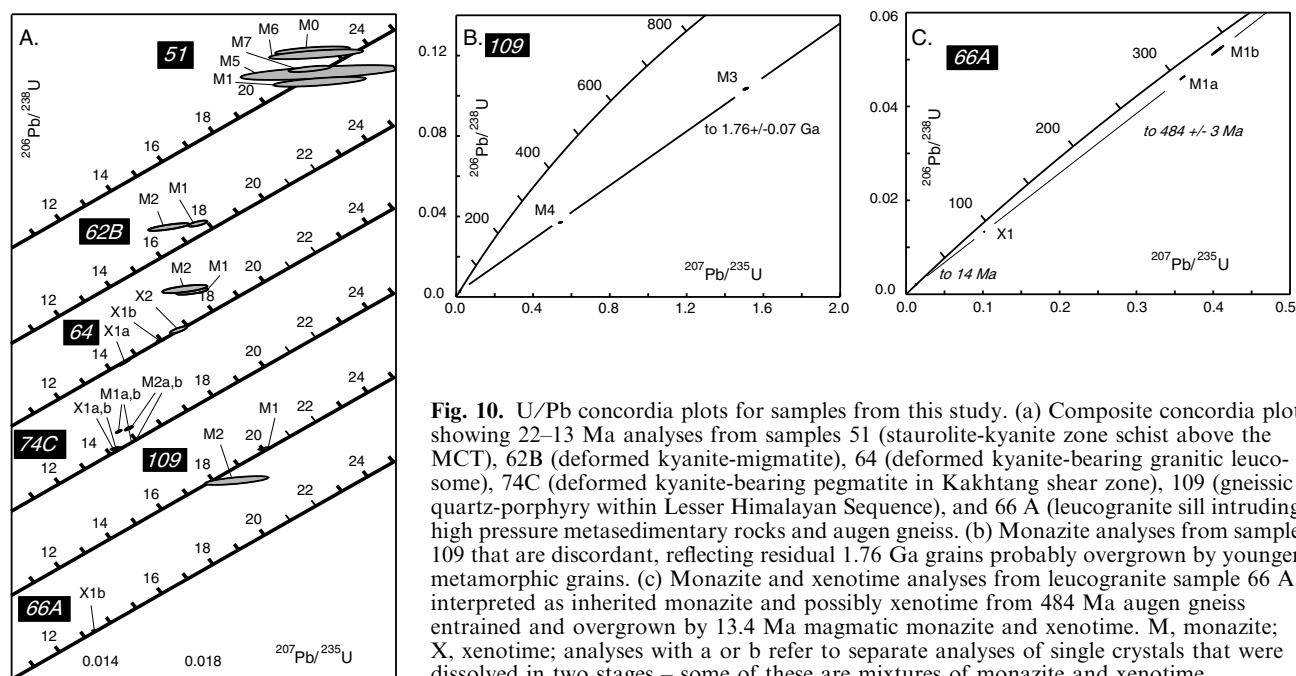 A.
51
M6
M0
M7
M5
M1
24
20
18
16
14
12
206Pb/238U
24
22
20
18
16
14
12
M2
M1
62B
24
22
20
18
16
14
12
M2
M1
X2
X1b
X1a
64
24
22
20
18
16
14
12
M2a,b
M1a,b
X1a,b
74C
24
22
20
18
16
14
12
M1
M2
109
22
20
18
16
14
12
X1b
66A
0.014
0.018
207Pb/235U
B.
109
0.12
0.08
0.04
0.0
206Pb/238U
800
600
400
200
M3
M4
to 1.76+/-0.07 Ga
207Pb/235U
0.0
0.4
0.8
1.2
1.6
2.0
C.
66A
0.06
0.04
0.02
0.0
206Pb/238U
300
200
100
M1b
M1a
X1
to 484 +/- 3 Ma
to 14 Ma
207Pb/235U
0.0
0.1
0.2
0.3
0.4
0.5
Fig. 10. U/Pb concordia plots for samples from this study. (a) Composite concordia plot
showing 22–13 Ma analyses from samples 51 (staurolite-kyanite zone schist above the
MCT), 62B (deformed kyanite-migmatite), 64 (deformed kyanite-bearing granitic leuco-
some), 74C (deformed kyanite-bearing pegmatite in Kakhtang shear zone), 109 (gneissic
quartz-porphyry within Lesser Himalayan Sequence), and 66 A (leucogranite sill intruding
high pressure metasedimentary rocks and augen gneiss. (b) Monazite analyses from sample
109 that are discordant, reflecting residual 1.76 Ga grains probably overgrown by younger
metamorphic grains. (c) Monazite and xenotime analyses from leucogranite sample 66 A
interpreted as inherited monazite and possibly xenotime from 484 Ma augen gneiss
entrained and overgrown by 13.4 Ma magmatic monazite and xenotime. M, monazite;
X, xenotime; analyses with a or b refer to separate analyses of single crystals that were
dissolved in two stages – some of these are mixtures of monazite and xenotime